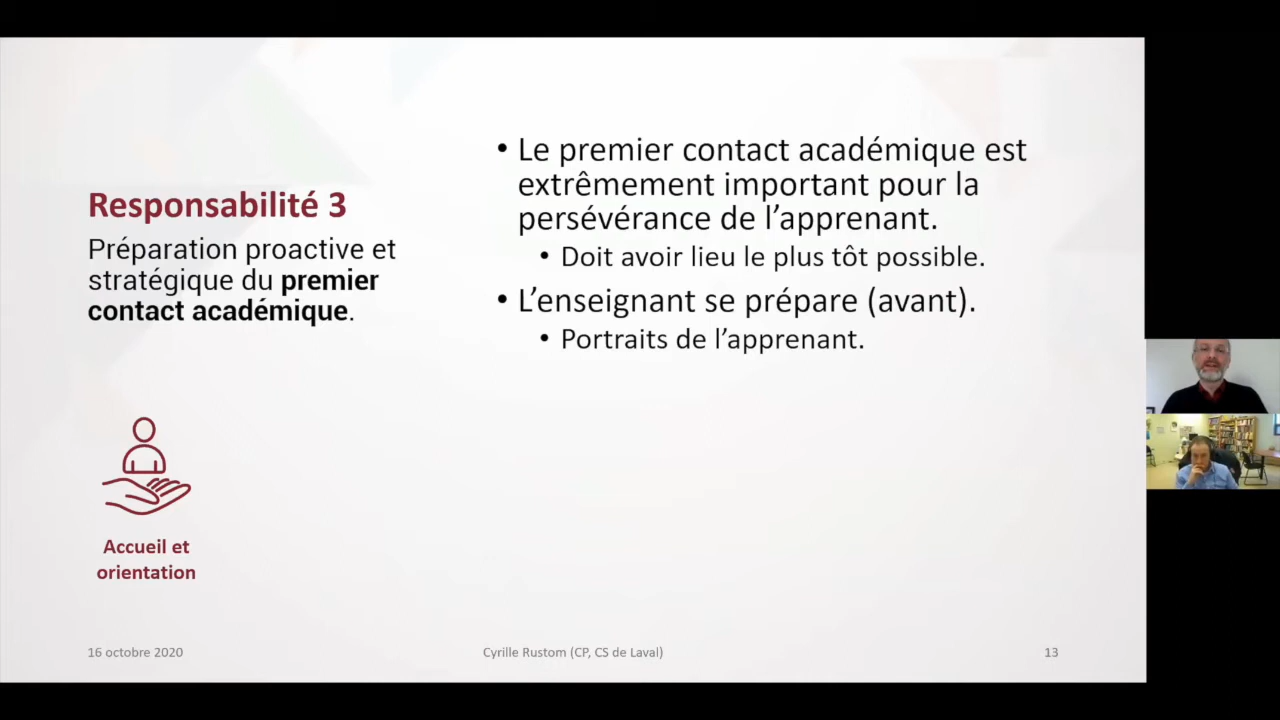 Responsabilité 3
Préparation proactive et
stratégique du premier
contact académique.
Accueil et
orientation
• Le premier contact académique est
extrêmement important pour la
persévérance de l’apprenant.
• Doit avoir lieu le plus tôt possible.
• L’enseignant se prépare (avant).
• Portraits de l’apprenant.
16 octobre 2020
Cyrille Rustom (CP, CS de Laval)
13